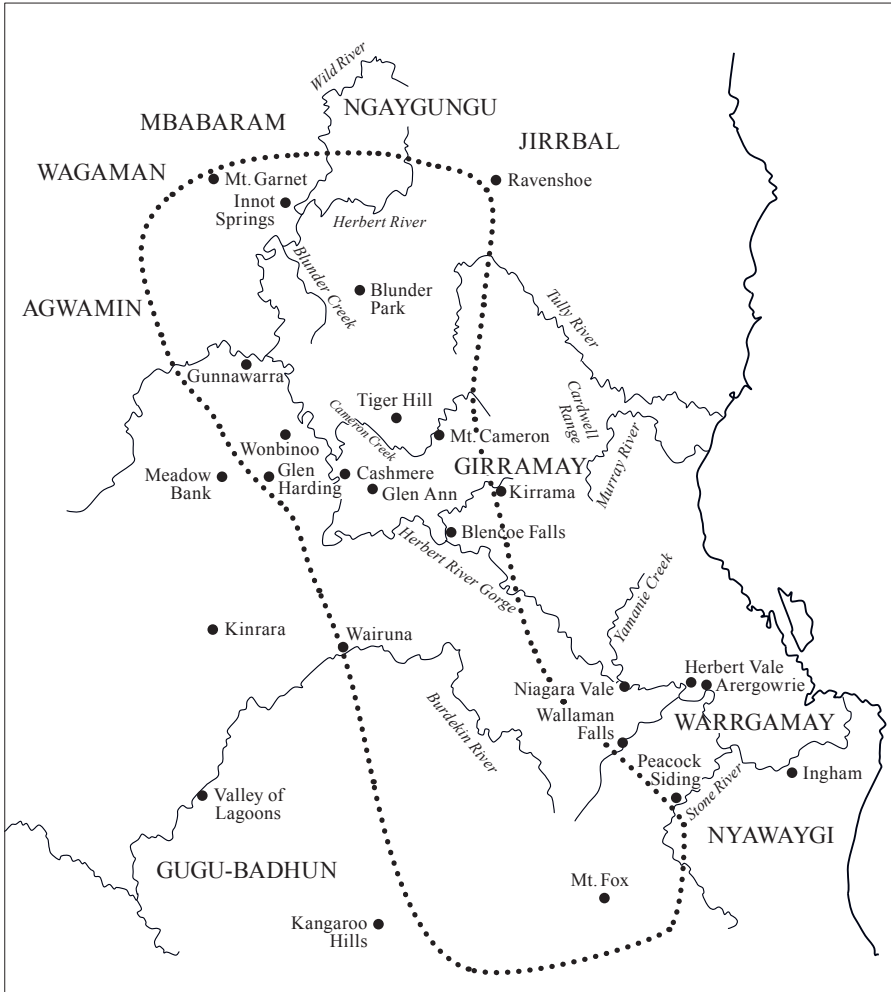 Wild River
NGAYGUNGU
MBABARAM
JIRRBAL
WAGAMAN
Mt. Garnet
Ravenshoe
Innot
Springs
Herbert River
Blunder Creek
Blunder
Park
AGWAMIN
Tully River
Gunnawarra
Tiger Hill
Cardwell
Range
Cameron Creek
Mt. Cameron
Murray River
Wonbinoo
Meadow
Bank
Glen
Harding
Cashmere
Glen Ann
GIRRAMAY
Kirrama
Blencoe Falls
Herbert River Gorge
Yamanie Creek
Kinrara
Wairuna
Herbert Vale
Arergowrie
Niagara Vale
Wallaman
Falls
WARRGAMAY
Burdekin River
Peacock
Siding
Ingham
Stone River
Valley of
Lagoons
NYAWAYGI
GUGU-BADHUN
Mt. Fox
Kangaroo
Hills